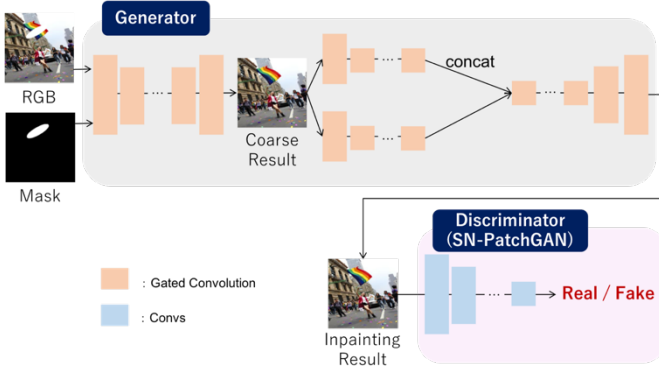 Generator
RGB
Mask
Coarse
Result
concat
Discriminator
(SN-PatchGAN)
Real / Fake
Inpainting
Result
: Gated Convolution
: Convs